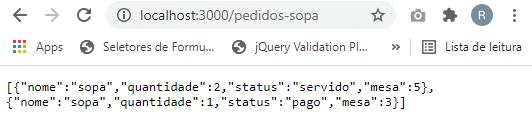 localhost:3000/pedidos-sopa
R
Apps
Seletores de Formu...
jQuery Validation Pl...
»
Lista de leitura
[{"nome":"sopa","quantidade":2,"status":"servido","mesa":5},
{"nome":"sopa","quantidade":1,"status":"pago","mesa":3}]